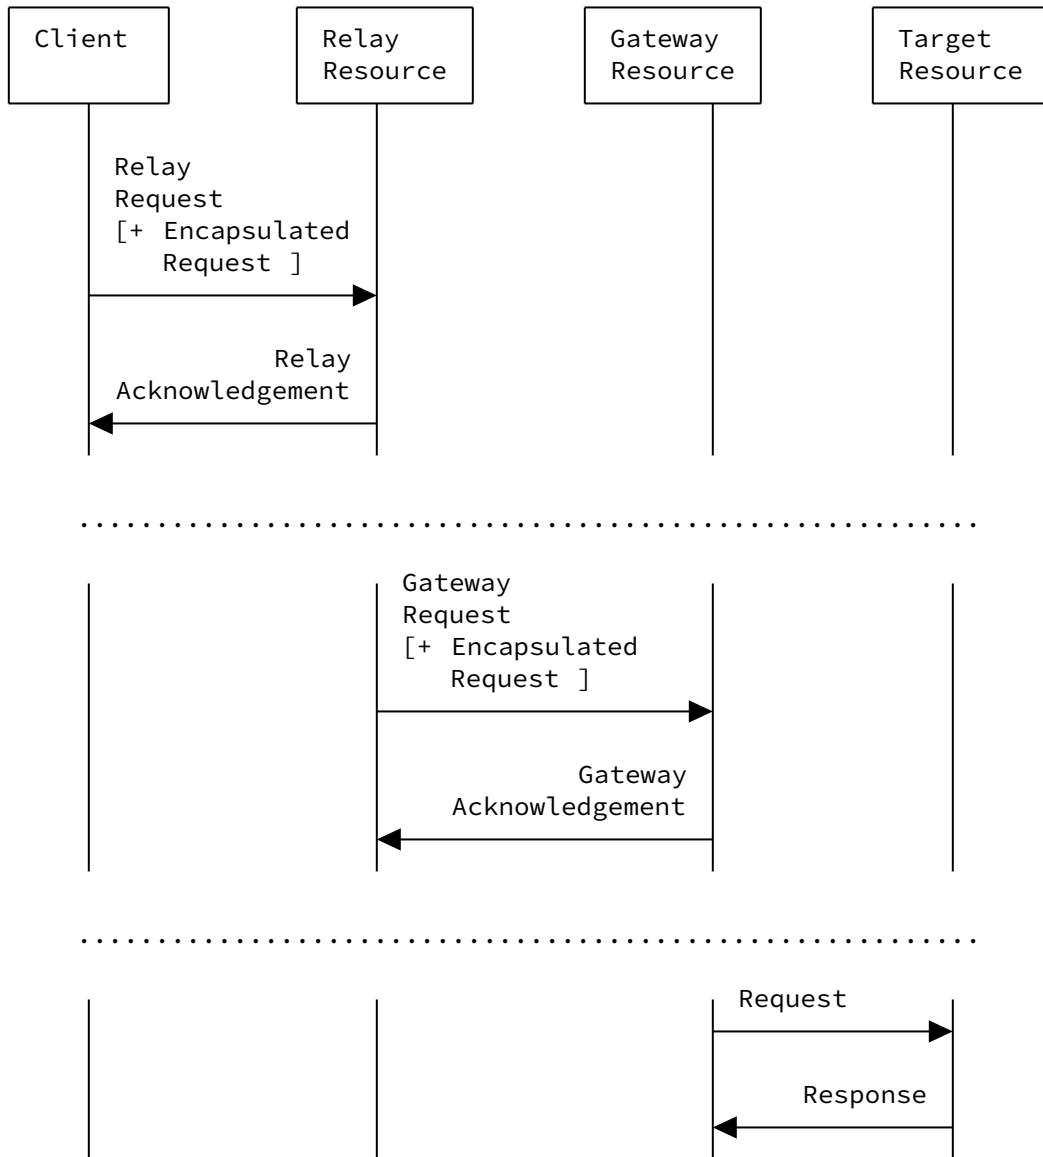 Client
Relay
Resource
Gateway
Resource
Target
Resource
Relay
Request
[+ Encapsulated
Request ]
Relay
Acknowledgement
Gateway
Request
[+ Encapsulated
Request ]
Gateway
Acknowledgement
Request
Response